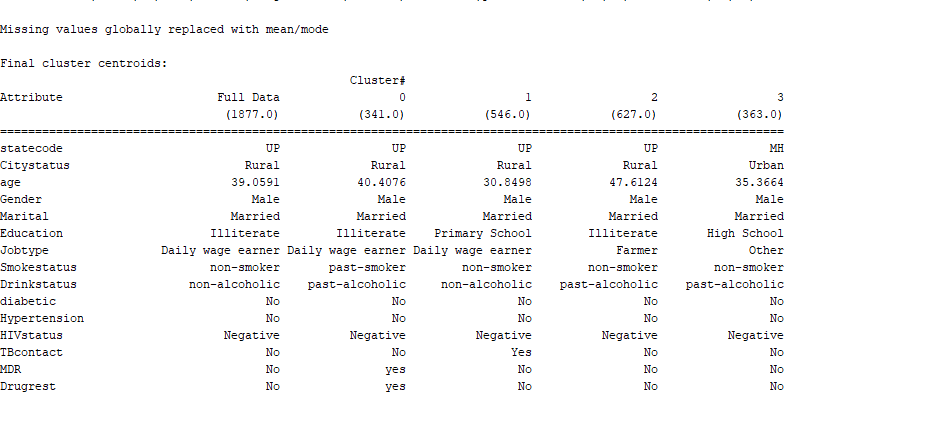 Missing values globally replaced with mean/mode
Final cluster centroids:
Cluster#
Attribute Full Data 0 1 2 3
(1877.0) (341.0) (546.0) (627.0) (363.0)
================================================================================
statecode UP UP UP UP MH
Citystatus Rural Rural Rural Rural Urban
age 39.0591 40.4076 30.8498 47.6124 35.3664
Gender Male Male Male Male Male
Marital Married Married Married Married Married
Education Illiterate Illiterate Primary School Illiterate High School
Jobtype Daily wage earner Daily wage earner Daily wage earner Farmer Other
Smokestatus non-smoker past-smoker non-smoker non-smoker non-smoker
Drinkstatus non-alcoholic past-alcoholic non-alcoholic past-alcoholic past-alcoholic
diabetic No No No No No
Hypertension No No No No No
HIVstatus Negative Negative Negative Negative Negative
TBcontact No No Yes No No
MDR No yes No No No
Drugrest No yes No No No